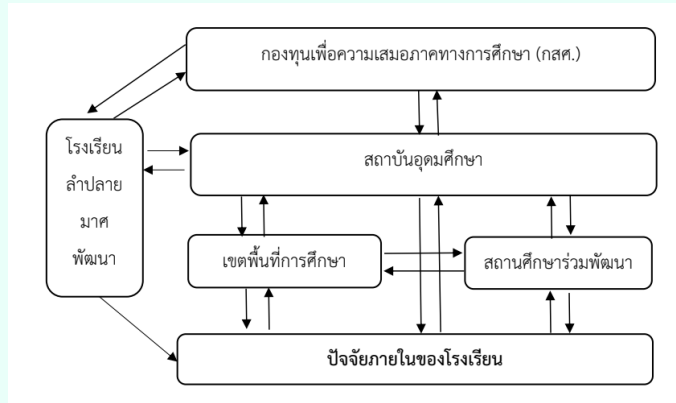 กองทุนเพื่อความเสมอภาคทางการศึกษา (กสศ.)
โรงเรียน
ลำปลาย
มาศ
พัฒนา
สถาบันอุดมศึกษา
เขตพื้นที่การศึกษา
สถานศึกษาร่วมพัฒนา
ปัจจัยภายในของโรงเรียน